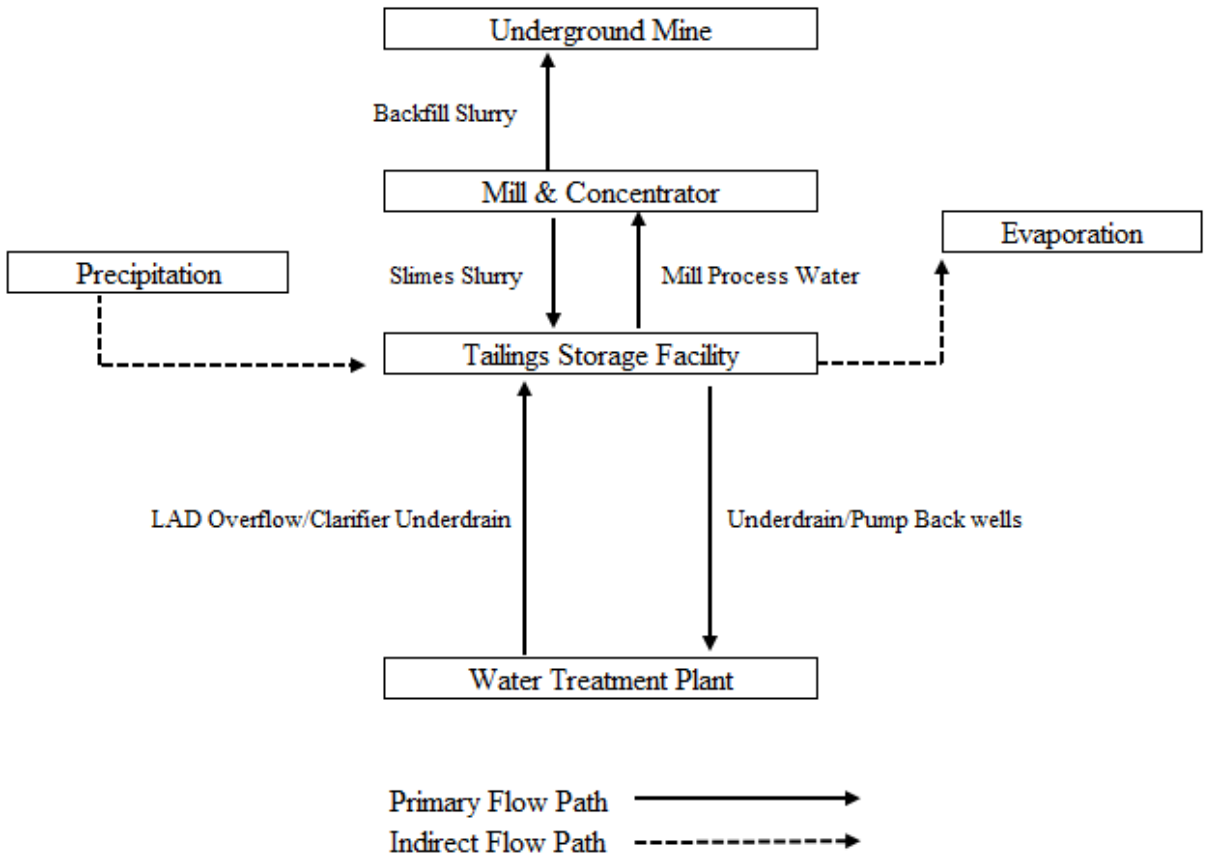 Underground Mine
Backfill Slurry
Mill & Concentrator
Evaporation
Precipitation
Slimes Slurry
Mill Process Water
Tailings Storage Facility
LAD Overflow/Clarifier Underdrain
Underdrain/Pump Back wells
Water Treatment Plant
Primary Flow Path
Indirect Flow Path